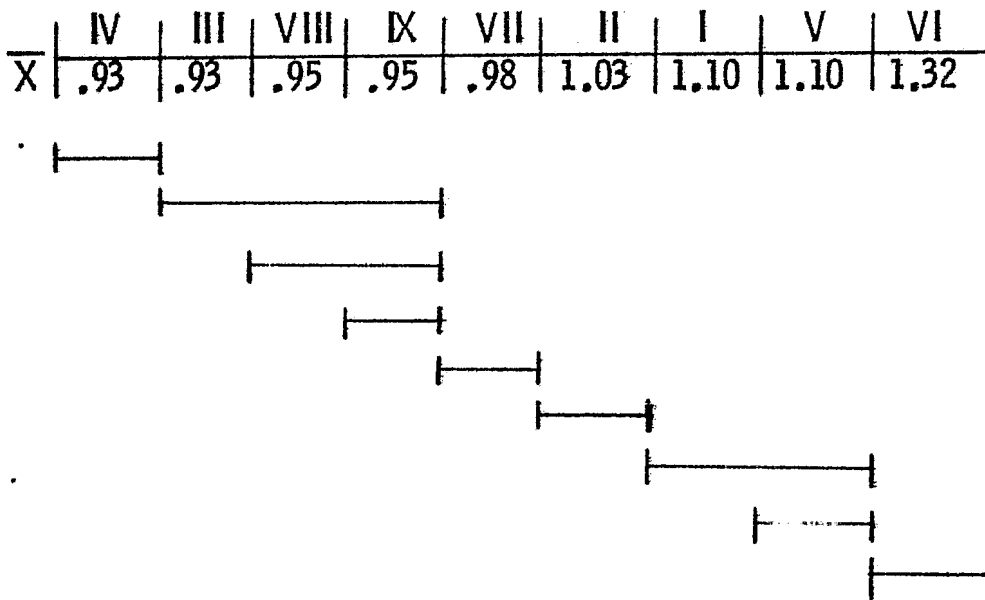 IV III VIII IX VII II I V VI
X̅ .93 .93 .95 .95 .98 1.03 1.10 1.10 1.32